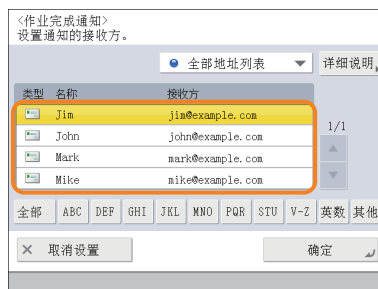 <作业完成通知>
设置通知的接收方。
全部地址列表 详细说明
类型 名称 接收方
Jim jim@example.com
John john@example.com
Mark mark@example.com
Mike mike@example.com
1/1
全部 ABC DEF GHI JKL MNO PQR STU V-Z 英数 其他
× 取消设置 确定